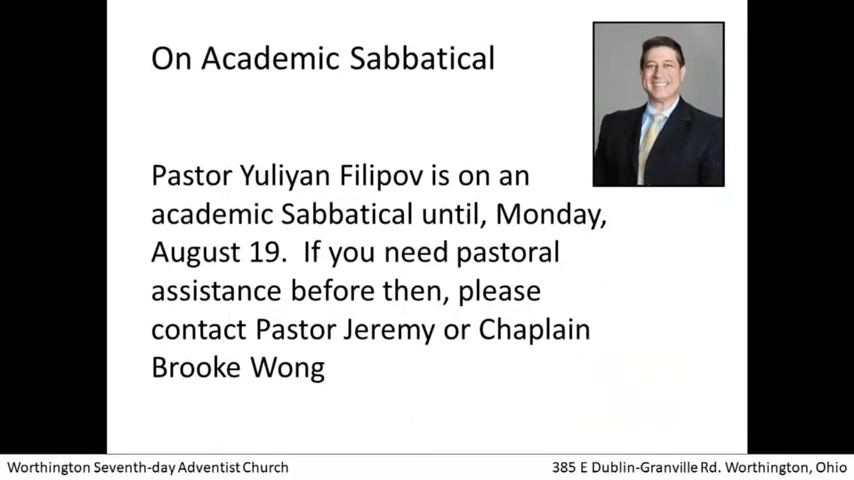 On Academic Sabbatical
Pastor Yuliyan Filipov is on an
academic Sabbatical until, Monday,
August 19.  If you need pastoral
assistance before then, please
contact Pastor Jeremy or Chaplain
Brooke Wong
Worthington Seventh-day Adventist Church
385 E Dublin-Granville Rd. Worthington, Ohio